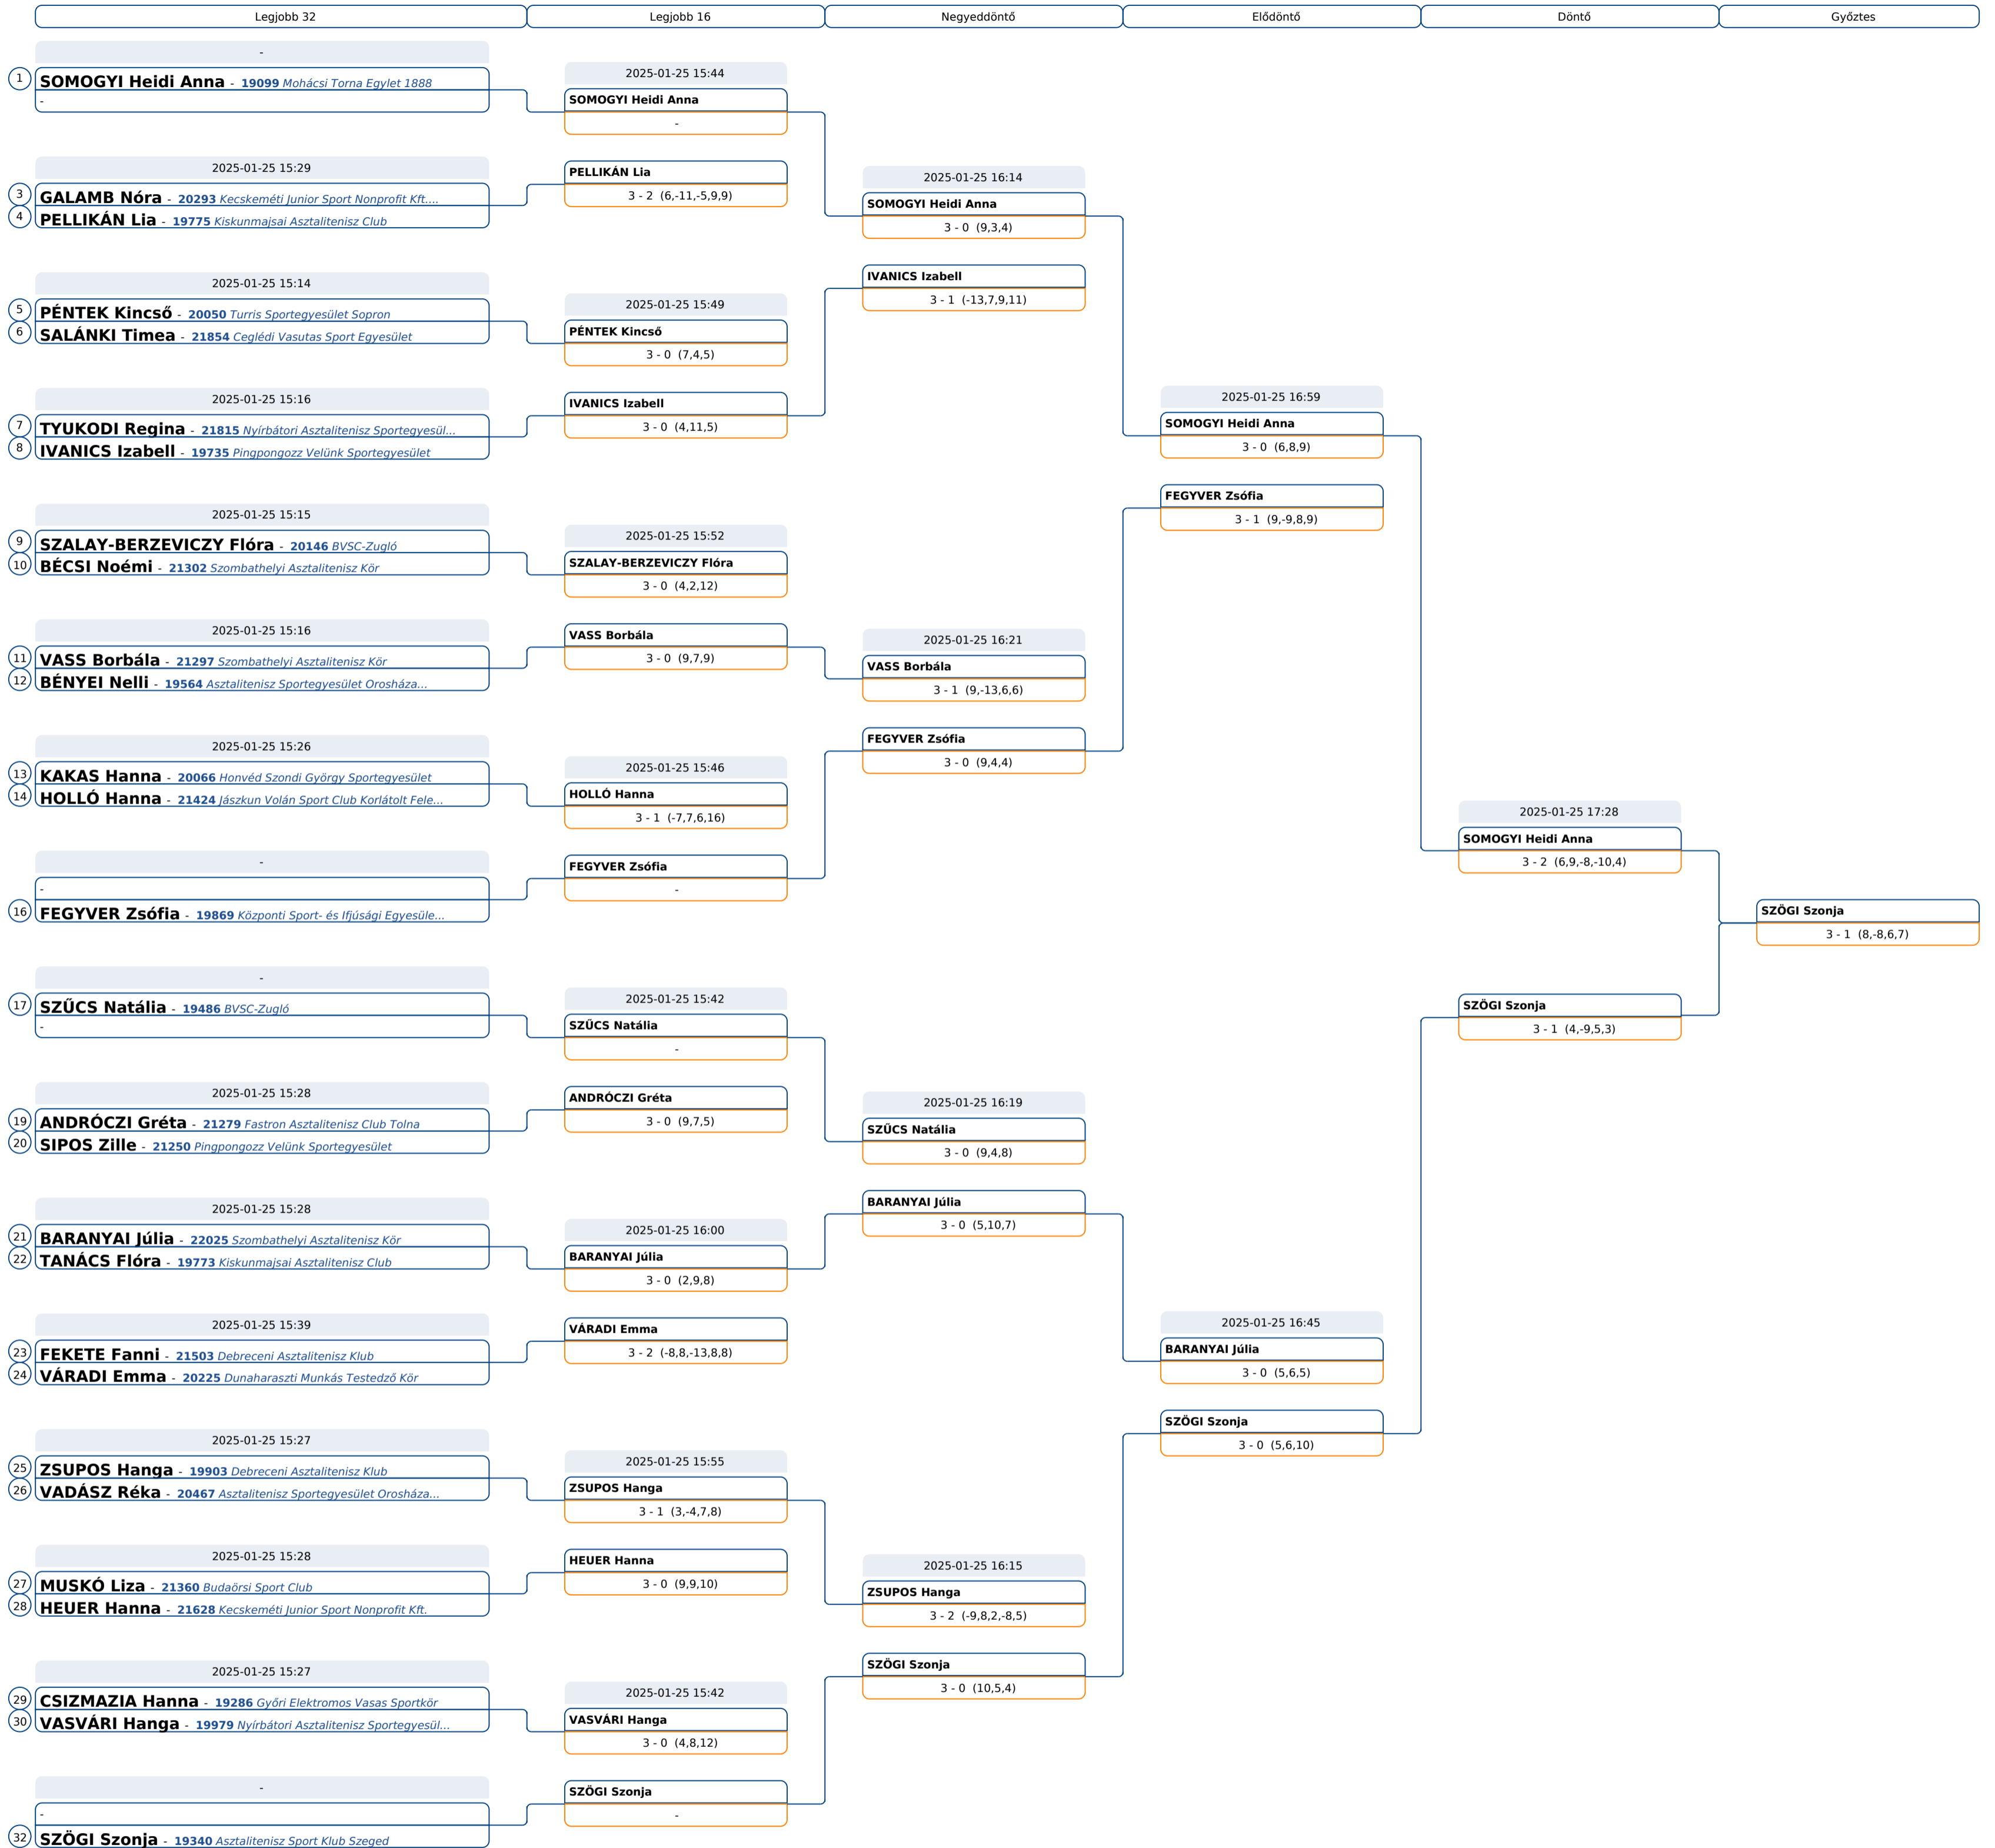 Legjobb 32
Legjobb 16
Negyeddöntő
Elődöntő
Döntő
Győztes
-
1 SOMOGYI Heidi Anna - 19099 Mohácsi Torna Egylet 1888
-
2025-01-25 15:29
3 GALAMB Nóra - 20293 Kecskeméti Junior Sport Nonprofit Kft....
4 PELLIKÁN Lia - 19775 Kiskunmajsai Asztalitenisz Club
2025-01-25 15:14
5 PÉNTEK Kincső - 20050 Turris Sportegyesület Sopron
6 SALÁNKI Timea - 21854 Ceglédi Vasutas Sport Egyesület
2025-01-25 15:16
7 TYUKODI Regina - 21815 Nyírbátori Asztalitenisz Sportegyesül...
8 IVANICS Izabell - 19735 Pingpongozz Velünk Sportegyesület
2025-01-25 15:15
9 SZALAY-BERZEVICZY Flóra - 20146 BVSC-Zugló
10 BÉCSI Noémi - 21302 Szombathelyi Asztalitenisz Kör
2025-01-25 15:16
11 VASS Borbála - 21297 Szombathelyi Asztalitenisz Kör
12 BÉNYEI Nelli - 19564 Asztalitenisz Sportegyesület Orosháza...
2025-01-25 15:26
13 KAKAS Hanna - 20066 Honvéd Szondi György Sportegyesület
14 HOLLÓ Hanna - 21424 Jászkun Volán Sport Club Korlátolt Fele...
-
-
16 FEGYVER Zsófia - 19869 Központi Sport- és Ifjúsági Egyesüle...
-
17 SZŰCS Natália - 19486 BVSC-Zugló
-
2025-01-25 15:28
19 ANDRÓCZI Gréta - 21279 Fastron Asztalitenisz Club Tolna
20 SIPOS Zille - 21250 Pingpongozz Velünk Sportegyesület
2025-01-25 15:28
21 BARANYAI Júlia - 22025 Szombathelyi Asztalitenisz Kör
22 TANÁCS Flóra - 19773 Kiskunmajsai Asztalitenisz Club
2025-01-25 15:39
23 FEKETE Fanni - 21503 Debreceni Asztalitenisz Klub
24 VÁRADI Emma - 20225 Dunaharaszti Munkás Testedző Kör
2025-01-25 15:27
25 ZSUPOS Hanga - 19903 Debreceni Asztalitenisz Klub
26 VADÁSZ Réka - 20467 Asztalitenisz Sportegyesület Orosháza...
2025-01-25 15:28
27 MUSKÓ Liza - 21360 Budaörsi Sport Club
28 HEUER Hanna - 21628 Kecskeméti Junior Sport Nonprofit Kft.
2025-01-25 15:27
29 CSIZMAZIA Hanna - 19286 Győri Elektromos Vasas Sportkör
30 VASVÁRI Hanga - 19979 Nyírbátori Asztalitenisz Sportegyesül...
-
-
32 SZÖGI Szonja - 19340 Asztalitenisz Sport Klub Szeged
2025-01-25 15:44
SOMOGYI Heidi Anna
-
PELLIKÁN Lia
3 - 2 (6,-11,-5,9,9)
2025-01-25 15:49
PÉNTEK Kincső
3 - 0 (7,4,5)
IVANICS Izabell
3 - 0 (4,11,5)
2025-01-25 15:52
SZALAY-BERZEVICZY Flóra
3 - 0 (4,2,12)
VASS Borbála
3 - 0 (9,7,9)
2025-01-25 15:46
HOLLÓ Hanna
3 - 1 (-7,7,6,16)
FEGYVER Zsófia
-
2025-01-25 15:42
SZŰCS Natália
-
ANDRÓCZI Gréta
3 - 0 (9,7,5)
2025-01-25 16:00
BARANYAI Júlia
3 - 0 (2,9,8)
VÁRADI Emma
3 - 2 (-8,8,-13,8,8)
2025-01-25 15:55
ZSUPOS Hanga
3 - 1 (3,-4,7,8)
HEUER Hanna
3 - 0 (9,9,10)
2025-01-25 15:42
VASVÁRI Hanga
3 - 0 (4,8,12)
SZÖGI Szonja
-
2025-01-25 16:14
SOMOGYI Heidi Anna
3 - 0 (9,3,4)
IVANICS Izabell
3 - 1 (-13,7,9,11)
2025-01-25 16:21
VASS Borbála
3 - 1 (9,-13,6,6)
FEGYVER Zsófia
3 - 0 (9,4,4)
2025-01-25 16:19
SZŰCS Natália
3 - 0 (9,4,8)
BARANYAI Júlia
3 - 0 (5,10,7)
2025-01-25 16:15
ZSUPOS Hanga
3 - 2 (-9,8,2,-8,5)
SZÖGI Szonja
3 - 0 (10,5,4)
2025-01-25 16:59
SOMOGYI Heidi Anna
3 - 0 (6,8,9)
FEGYVER Zsófia
3 - 1 (9,-9,8,9)
2025-01-25 16:45
BARANYAI Júlia
3 - 0 (5,6,5)
SZÖGI Szonja
3 - 0 (5,6,10)
2025-01-25 17:28
SOMOGYI Heidi Anna
3 - 2 (6,9,-8,-10,4)
SZÖGI Szonja
3 - 1 (4,-9,5,3)
SZÖGI Szonja
3 - 1 (8,-8,6,7)